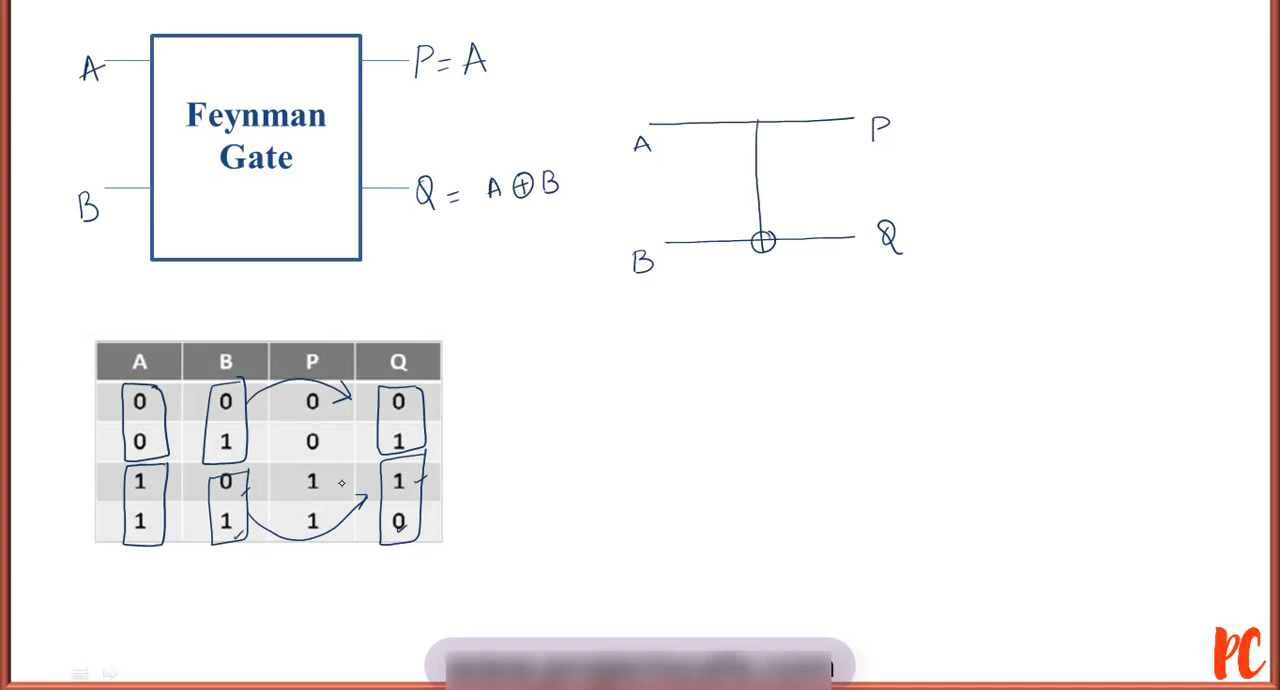 A
P = A
Feynman
Gate
B
Q = A ⊕ B
A
P
B
Q
A B P Q
0 0 0 0
0 1 0 1
1 0 1 1
1 1 1 0
PC